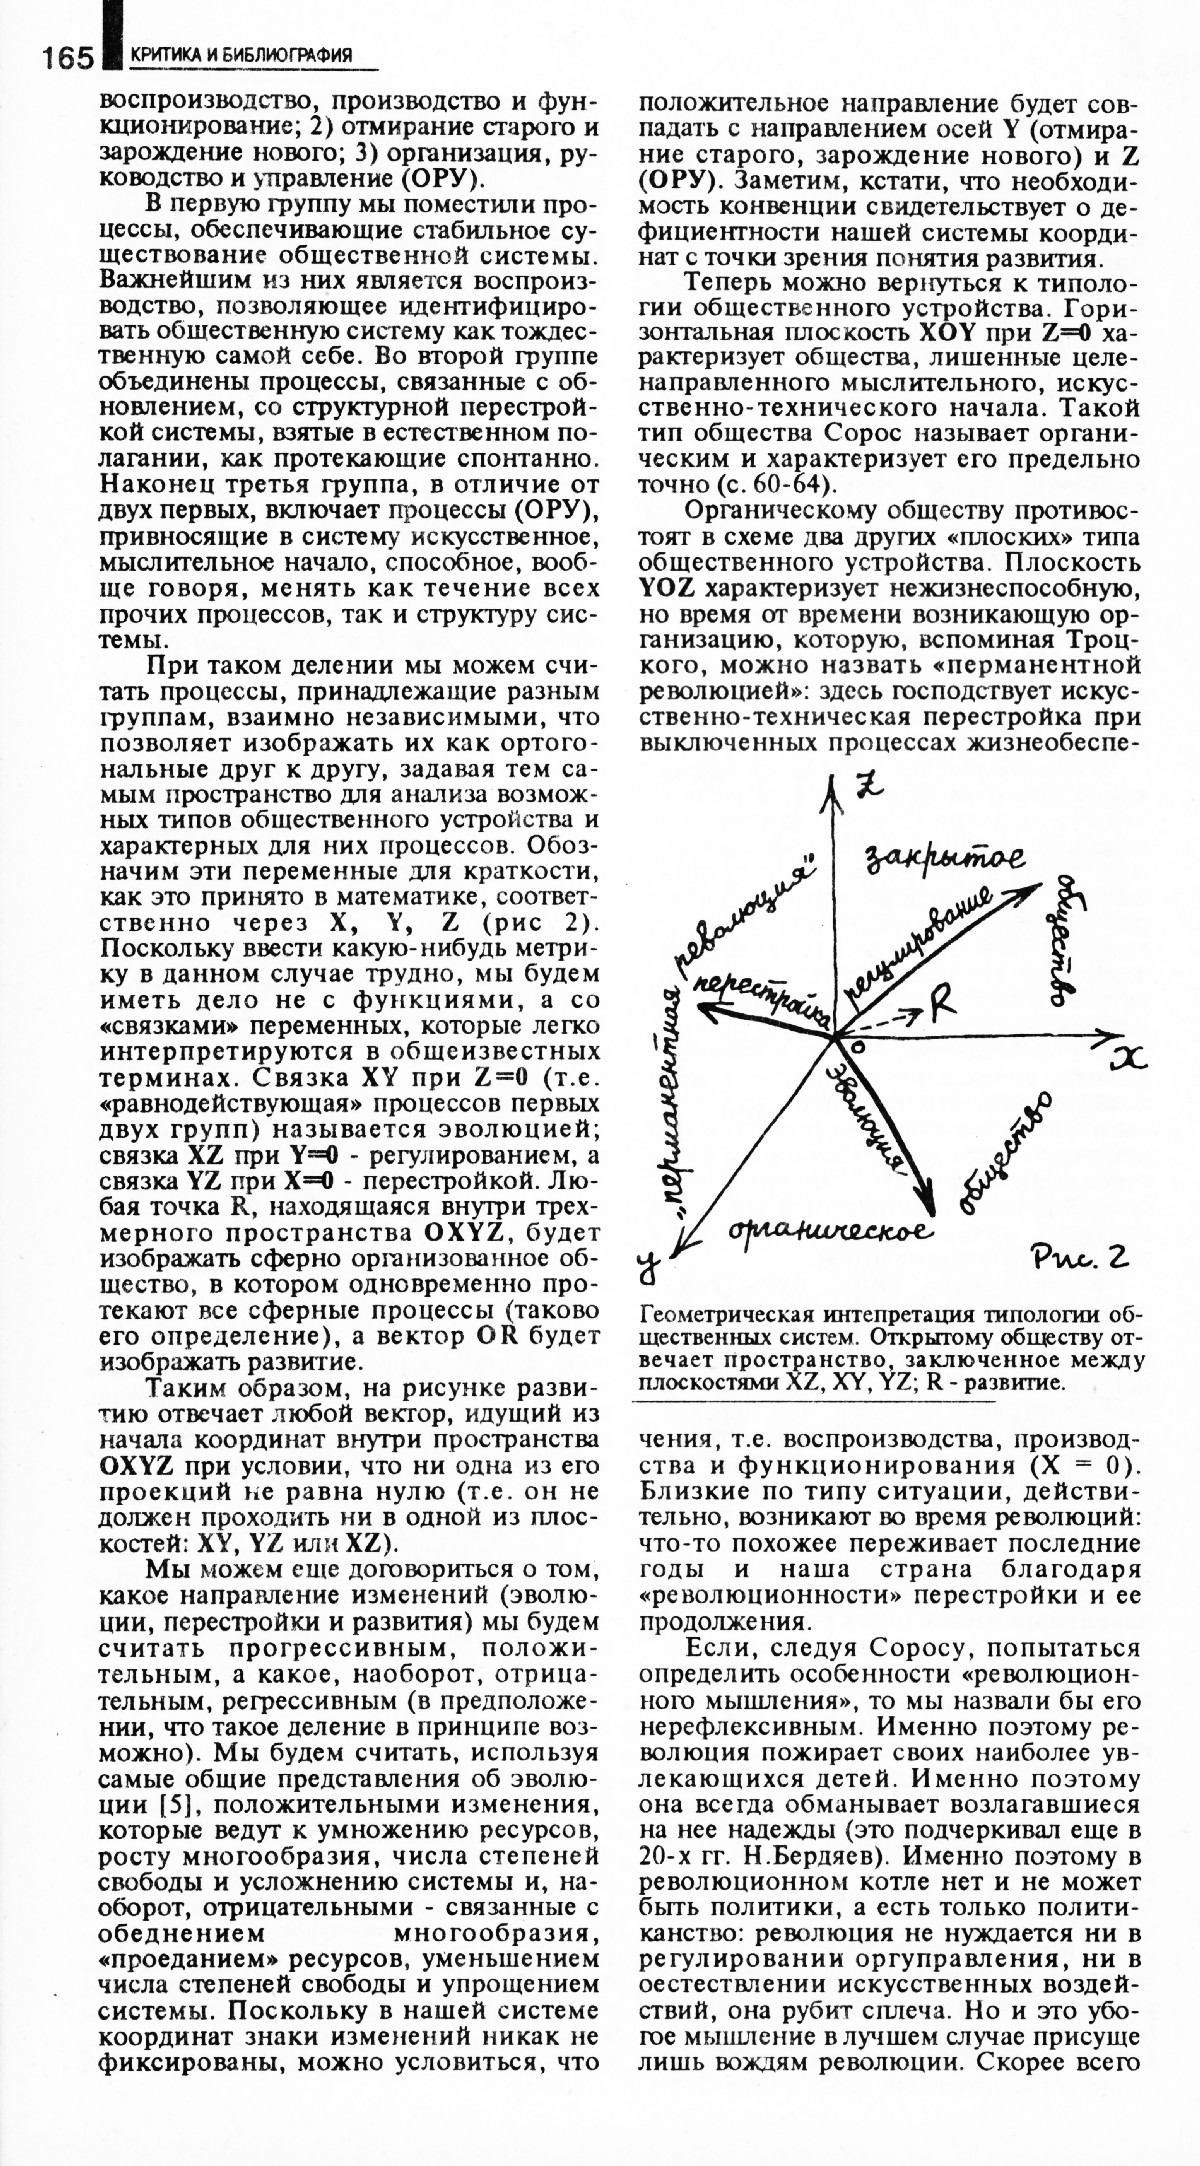 165 КРИТИКА И БИБЛИОГРАФИЯ
воспроизводство, производство и фун-
кционирование; 2) отмирание старого и
зарождение нового; 3) организация, ру-
ководство и управление (ОРУ).
В первую группу мы поместили про-
цессы, обеспечивающие стабильное су-
ществование общественной системы.
Важнейшим из них является воспроиз-
водство, позволяющее идентифициро-
вать общественную систему как тождес-
твенную самой себе. Во второй группе
объединены процессы, связанные с об-
новлением, со структурной перестрой-
кой системы, взятые в естественном по-
лагании, как протекающие спонтанно.
Наконец третья группа, в отличие от
двух первых, включает процессы (ОРУ),
привносящие в систему искусственное,
мыслительное начало, способное, вооб-
ще говоря, менять как течение всех
прочих процессов, так и структуру сис-
темы.
При таком делении мы можем счи-
тать процессы, принадлежащие разным
группам, взаимно независимыми, что
позволяет изображать их как ортого-
нальные друг к другу, задавая тем са-
мым пространство для анализа возмож-
ных типов общественного устройства и
характерных для них процессов. Обоз-
начим эти переменные для краткости,
как это принято в математике, соответ-
ственно через X, Y, Z (рис 2).
Поскольку ввести какую-нибудь метри-
ку в данном случае трудно, мы будем
иметь дело не с функциями, а со
«связками» переменных, которые легко
интерпретируются в общеизвестных
терминах. Связка XY при Z=0 (т.е.
«равнодействующая» процессов первых
двух групп) называется эволюцией;
связка XZ при Y=0 - регулированием, а
связка YZ при X=0 - перестройкой. Лю-
бая точка R, находящаяся внутри трех-
мерного пространства OXYZ, будет
изображать сферно организованное об-
щество, в котором одновременно про-
текают все сферные процессы (таково
его определение), а вектор OR будет
изображать развитие.
Таким образом, на рисунке разви-
тию отвечает любой вектор, идущий из
начала координат внутри пространства
OXYZ при условии, что ни одна из его
проекций не равна нулю (т.е. он не
должен проходить ни в одной из плос-
костей: XY, YZ или XZ).
Мы можем еще договориться о том,
какое направление изменений (эволю-
ции, перестройки и развития) мы будем
считать прогрессивным, положи-
тельным, а какое, наоборот, отрица-
тельным, регрессивным (в предположе-
нии, что такое деление в принципе воз-
можно). Мы будем считать, используя
самые общие представления об эволю-
ции [5], положительными изменения,
которые ведут к умножению ресурсов,
росту многообразия, числа степеней
свободы и усложнению системы и, на-
оборот, отрицательными - связанные с
обеднением многообразия,
«проеданием» ресурсов, уменьшением
числа степеней свободы и упрощением
системы. Поскольку в нашей системе
координат знаки изменений никак не
фиксированы, можно условиться, что
положительное направление будет сов-
падать с направлением осей Y (отмира-
ние старого, зарождение нового) и Z
(ОРУ). Заметим, кстати, что необходи-
мость конвенции свидетельствует о де-
фициентности нашей системы коорди-
нат с точки зрения понятия развития.
Теперь можно вернуться к типоло-
гии общественного устройства. Гори-
зонтальная плоскость XOY при Z=0 ха-
рактеризует общества, лишенные целе-
направленного мыслительного, искус-
ственно-технического начала. Такой
тип общества Сорос называет органи-
ческим и характеризует его предельно
точно (с. 60-64).
Органическому обществу противос-
тоят в схеме два других «плоских» типа
общественного устройства. Плоскость
YOZ характеризует нежизнеспособную,
но время от времени возникающую ор-
ганизацию, которую, вспоминая Троц-
кого, можно назвать «перманентной
революцией»: здесь господствует искус-
ственно-техническая перестройка при
выключенных процессах жизнеобеспе-
Z
закрытое
общество
„перманентная революция"
регулирование
перестройка
R
O
X
эволюция
общество
органическое
У
Рис. 2
Геометрическая интепретация типологии об-
щественных систем. Открытому обществу от-
вечает пространство, заключенное между
плоскостями XZ, XY, YZ; R - развитие.
чения, т.е. воспроизводства, производ-
ства и функционирования (X = 0).
Близкие по типу ситуации, действи-
тельно, возникают во время революций:
что-то похожее переживает последние
годы и наша страна благодаря
«революционности» перестройки и ее
продолжения.
Если, следуя Соросу, попытаться
определить особенности «революцион-
ного мышления», то мы назвали бы его
нерефлексивным. Именно поэтому ре-
волюция пожирает своих наиболее ув-
лекающихся детей. Именно поэтому
она всегда обманывает возлагавшиеся
на нее надежды (это подчеркивал еще в
20-х гг. Н.Бердяев). Именно поэтому в
революционном котле нет и не может
быть политики, а есть только полити-
канство: революция не нуждается ни в
регулировании оргуправления, ни в
оестествлении искусственных воздей-
ствий, она рубит сплеча. Но и это убо-
гое мышление в лучшем случае присуще
лишь вождям революции. Скорее всего